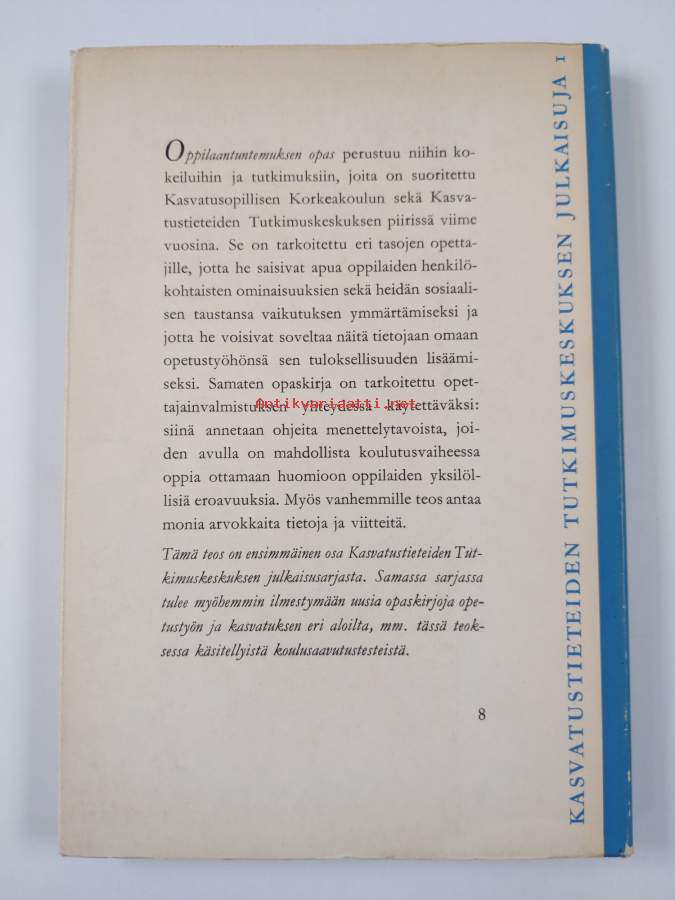 Oppilaantuntemuksen opas perustuu niihin ko-
keiluihin ja tutkimuksiin, joita on suoritettu
Kasvatusopillisen Korkeakoulun sekä Kasva-
tustieteiden Tutkimuskeskuksen piirissä viime
vuosina. Se on tarkoitettu eri tasojen opetta-
jille, jotta he saisivat apua oppilaiden henkilö-
kohtaisten ominaisuuksien sekä heidän sosiaali-
sen taustansa vaikutuksen ymmärtämiseksi ja
jotta he voisivat soveltaa näitä tietojaan omaan
opetustyöhönsä sen tuloksellisuuden lisäämi-
seksi. Samaten opaskirja on tarkoitettu opet-
tajainvalmistuksen yhteydessä käytettäväksi:
Antikvariaatti.net
siinä annetaan ohjeita menettelytavoista, joi-
den avulla on mahdollista koulutusvaiheessa
oppia ottamaan huomioon oppilaiden yksilöl-
lisiä eroavuuksia. Myös vanhemmille teos antaa
monia arvokkaita tietoja ja viitteitä.
Tämä teos on ensimmäinen osa Kasvatustieteiden Tut-
kimuskeskuksen julkaisusarjasta. Samassa sarjassa
tulee myöhemmin ilmestymään uusia opaskirjoja ope-
tustyön ja kasvatuksen eri aloilta, mm. tässä teok-
sessa käsitellyistä koulusaavutustesteistä.
8
KASVATUSTIETEIDEN TUTKIMUSKESKUKSEN JULKAISUJA 1